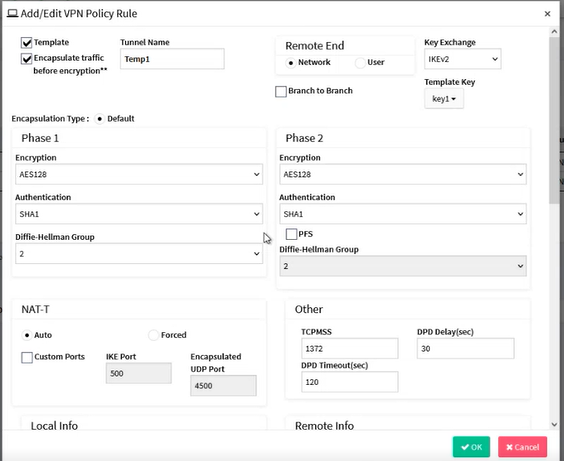 Add/Edit VPN Policy Rule
×
Template
Tunnel Name
Encapsulate traffic
before encryption**
Temp1
Remote End
Network
User
Key Exchange
IKEv2
Branch to Branch
Template Key
key1
Encapsulation Type :
Default
Phase 1
Encryption
AES128
Authentication
SHA1
Diffie-Hellman Group
2
Phase 2
Encryption
AES128
Authentication
SHA1
PFS
Diffie-Hellman Group
2
NAT-T
Auto
Forced
Custom Ports
IKE Port
500
Encapsulated
UDP Port
4500
Other
TCPMSS
1372
DPD Delay(sec)
30
DPD Timeout(sec)
120
Local Info
Remote Info
OK
Cancel